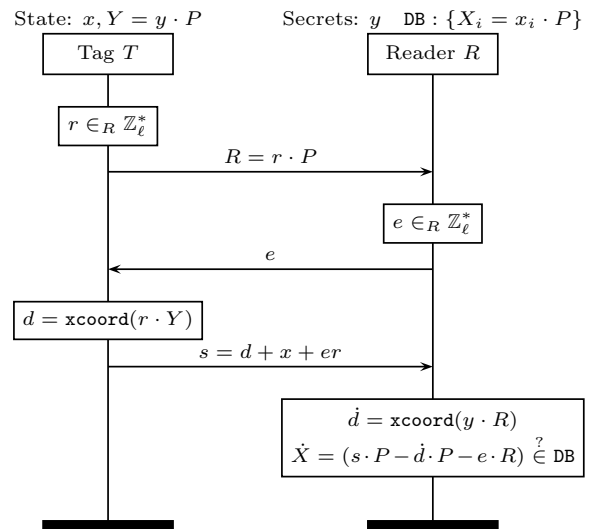 State: x, Y = y · P
Secrets: y DB : {X_i = x_i · P}
Tag T
Reader R
r ∈_R ℤ*_ℓ
R = r · P
e ∈_R ℤ*_ℓ
e
d = xcoord(r · Y)
s = d + x + er
ḋ = xcoord(y · R)
Ẋ = (s · P − ḋ · P − e · R) ∈^? DB